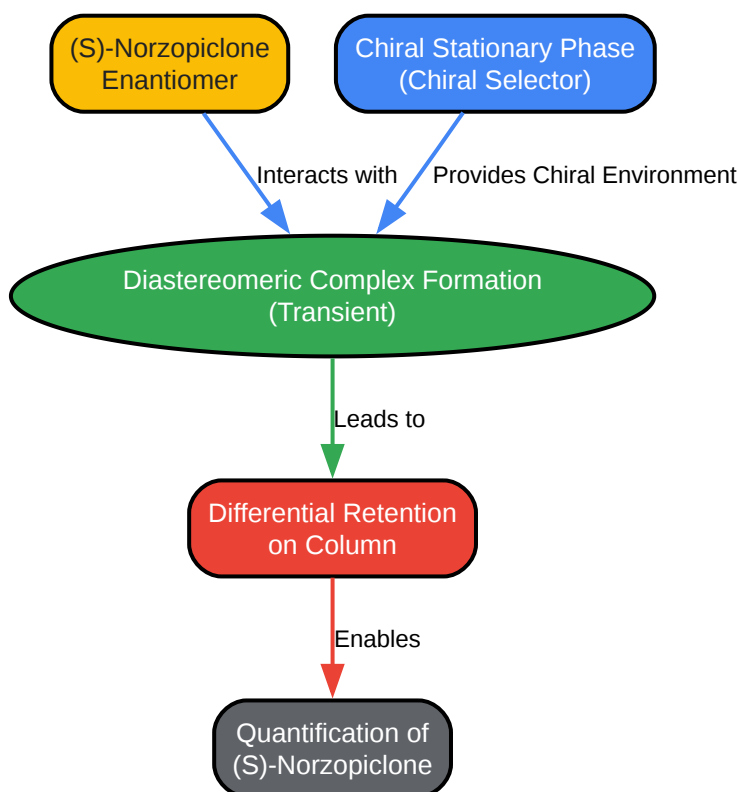 (S)-Norzopiclone
Enantiomer
Chiral Stationary Phase
(Chiral Selector)
Interacts with
Provides Chiral Environment
Diastereomeric Complex Formation
(Transient)
Leads to
Differential Retention
on Column
Enables
Quantification of
(S)-Norzopiclone